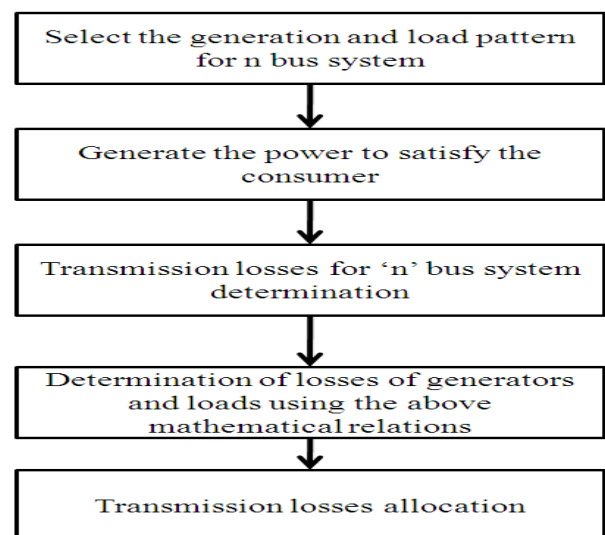 Select the generation and load pattern
for n bus system
Generate the power to satisfy the
consumer
Transmission losses for ‘n’ bus system
determination
Determination of losses of generators
and loads using the above
mathematical relations
Transmission losses allocation